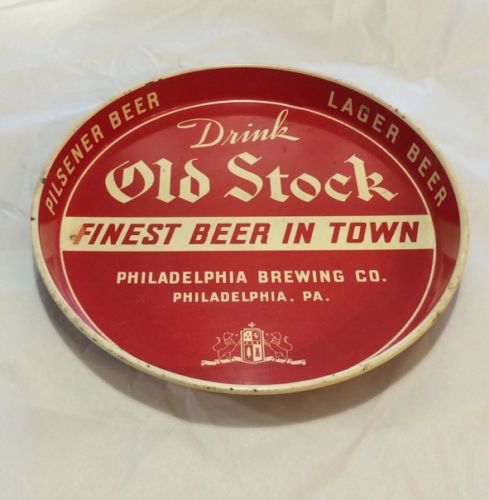 PILSENER BEER
LAGER BEER
Drink
Old Stock
FINEST BEER IN TOWN
PHILADELPHIA BREWING CO.
PHILADELPHIA. PA.